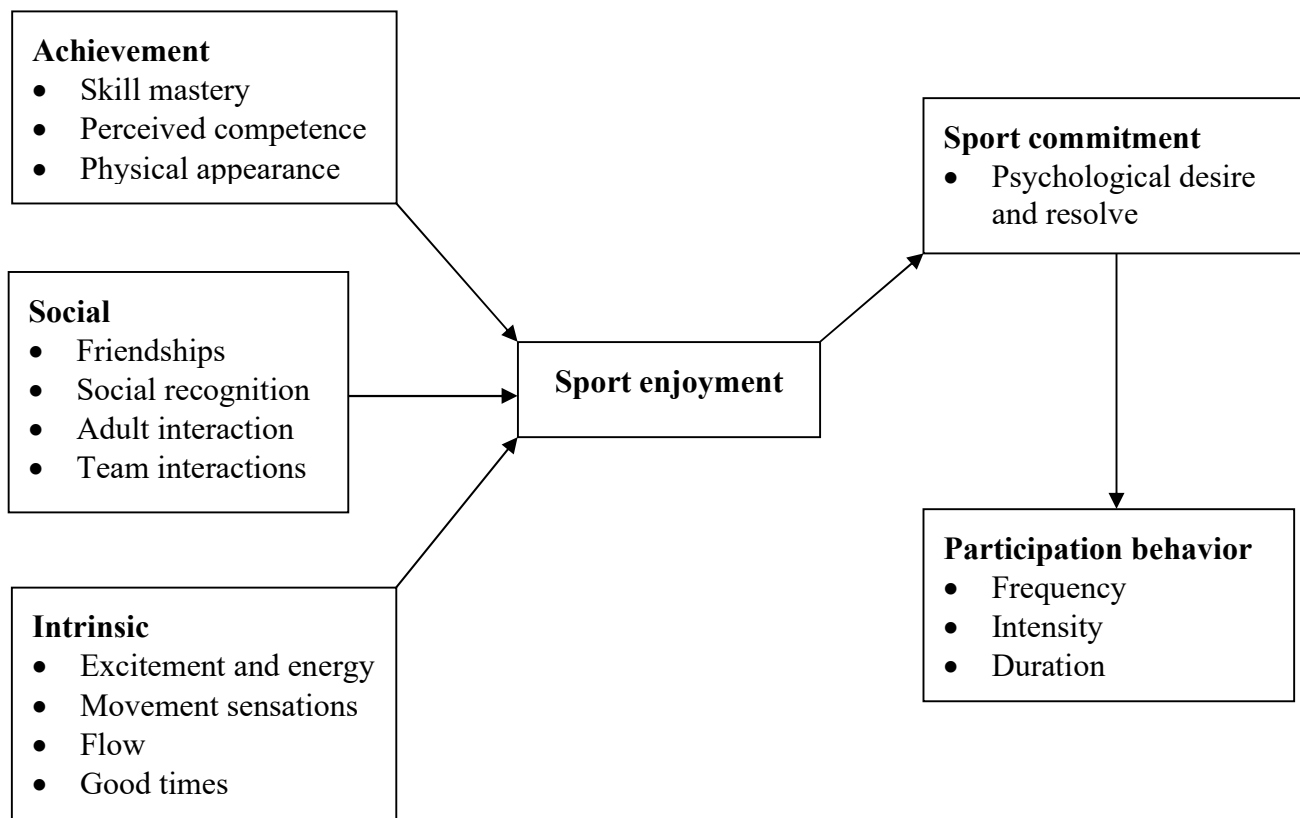 Achievement
• Skill mastery
• Perceived competence
• Physical appearance
Social
• Friendships
• Social recognition
• Adult interaction
• Team interactions
Intrinsic
• Excitement and energy
• Movement sensations
• Flow
• Good times
Sport enjoyment
Sport commitment
• Psychological desire
and resolve
Participation behavior
• Frequency
• Intensity
• Duration